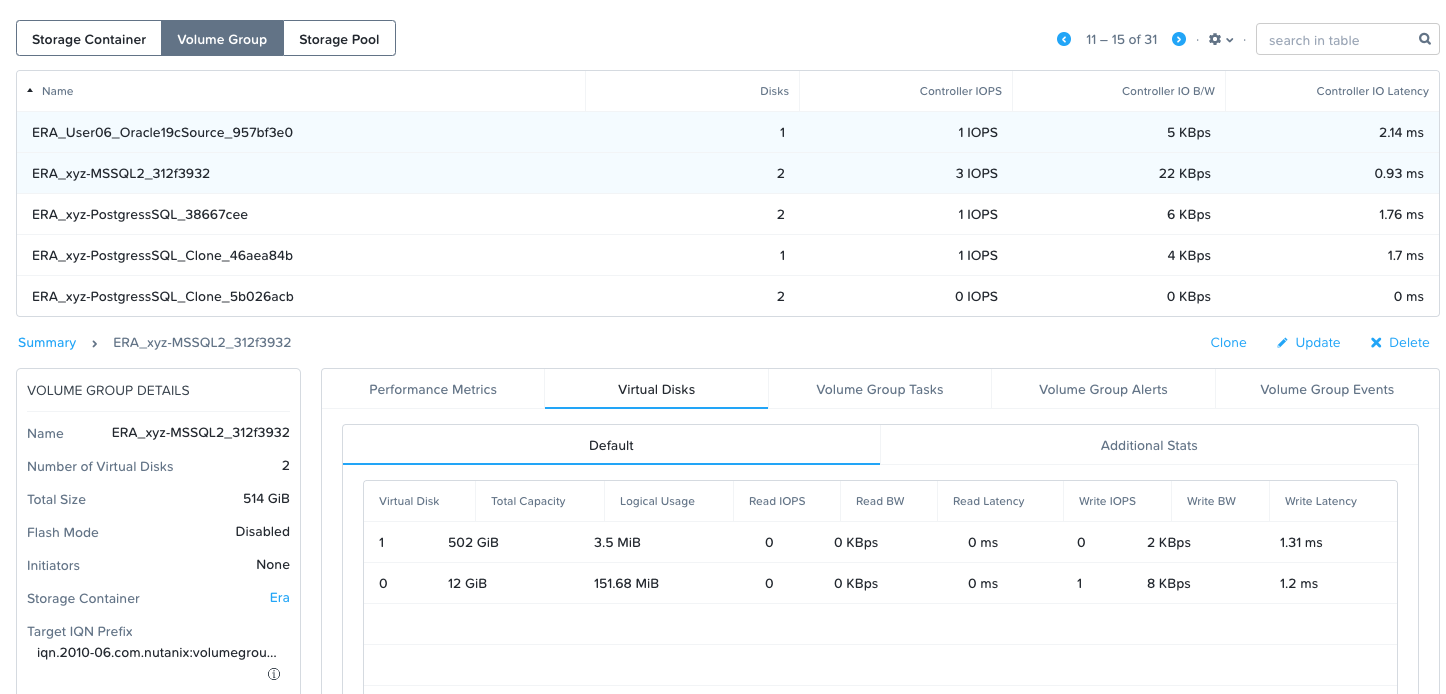 Storage Container Volume Group Storage Pool 11 – 15 of 31 · · search in table
Name Disks Controller IOPS Controller IO B/W Controller IO Latency
ERA_User06_Oracle19cSource_957bf3e0 1 1 IOPS 5 KBps 2.14 ms
ERA_xyz-MSSQL2_312f3932 2 3 IOPS 22 KBps 0.93 ms
ERA_xyz-PostgressSQL_38667cee 2 1 IOPS 6 KBps 1.76 ms
ERA_xyz-PostgressSQL_Clone_46aea84b 1 1 IOPS 4 KBps 1.7 ms
ERA_xyz-PostgressSQL_Clone_5b026acb 2 0 IOPS 0 KBps 0 ms
Summary › ERA_xyz-MSSQL2_312f3932 Clone Update Delete
VOLUME GROUP DETAILS
Name ERA_xyz-MSSQL2_312f3932
Number of Virtual Disks 2
Total Size 514 GiB
Flash Mode Disabled
Initiators None
Storage Container Era
Target IQN Prefix
iqn.2010-06.com.nutanix:volumegrou...
Performance Metrics Virtual Disks Volume Group Tasks Volume Group Alerts Volume Group Events
Default Additional Stats
Virtual Disk Total Capacity Logical Usage Read IOPS Read BW Read Latency Write IOPS Write BW Write Latency
1 502 GiB 3.5 MiB 0 0 KBps 0 ms 0 2 KBps 1.31 ms
0 12 GiB 151.68 MiB 0 0 KBps 0 ms 1 8 KBps 1.2 ms